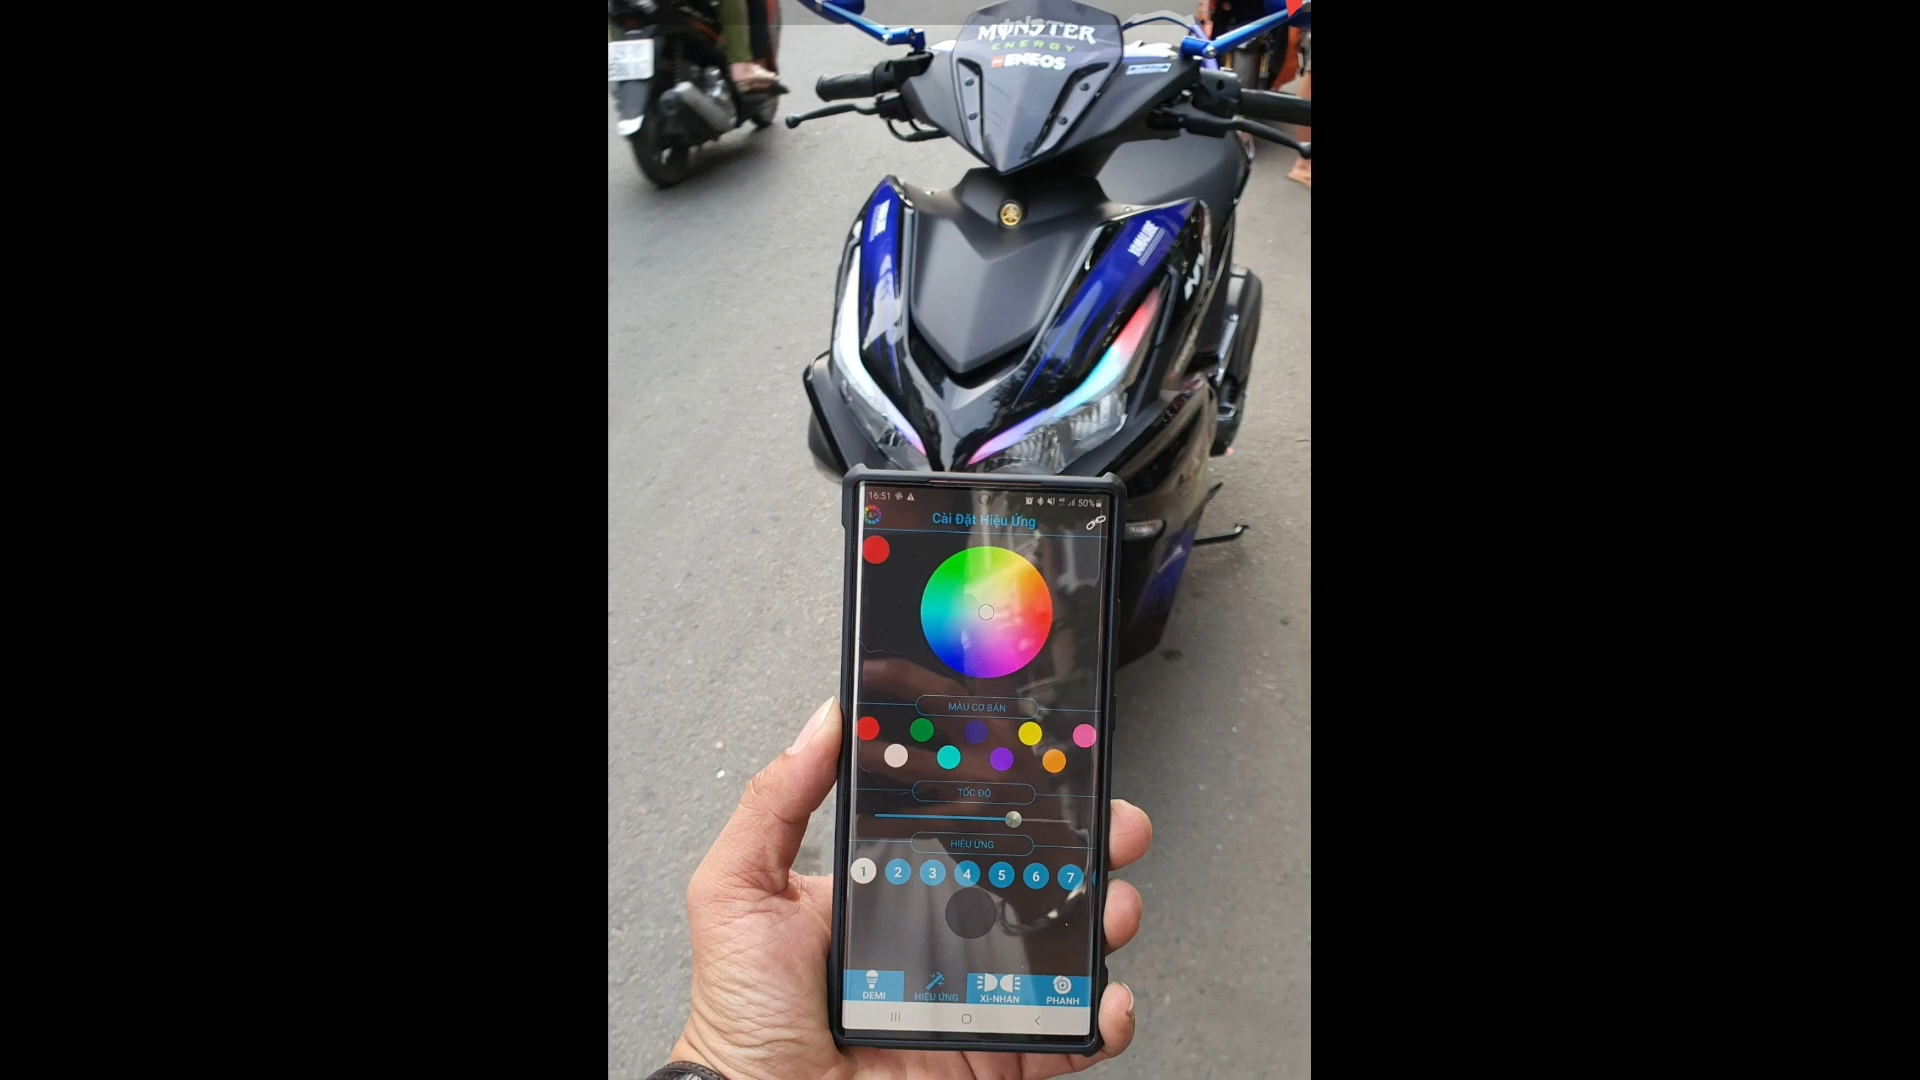 MONSTER
ENERGY
ENEOS
YAMALUBE
16:51
50%
Cài Đặt Hiệu Ứng
MÀU CƠ BẢN
TỐC ĐỘ
HIỆU ỨNG
1 2 3 4 5 6 7
DEMI HIỆU ỨNG XI-NHAN PHANH